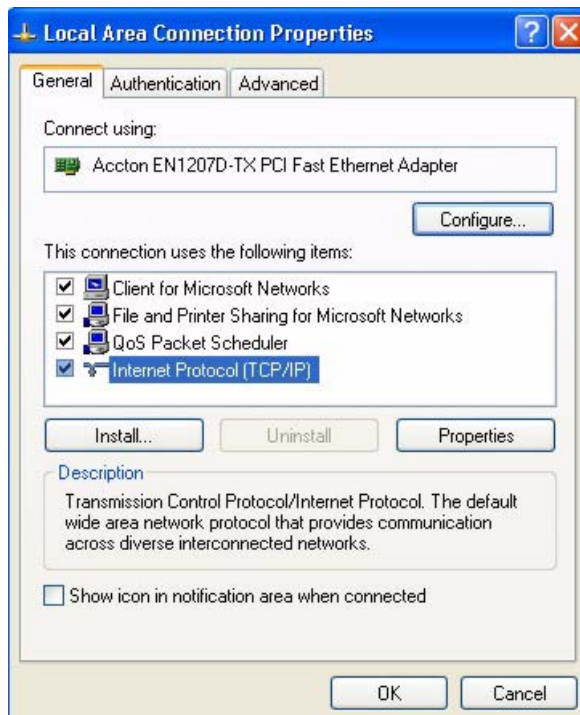 Local Area Connection Properties
General Authentication Advanced
Connect using:
Accton EN1207D-TX PCI Fast Ethernet Adapter
Configure...
This connection uses the following items:
Client for Microsoft Networks
File and Printer Sharing for Microsoft Networks
QoS Packet Scheduler
Internet Protocol (TCP/IP)
Install... Uninstall Properties
Description
Transmission Control Protocol/Internet Protocol. The default
wide area network protocol that provides communication
across diverse interconnected networks.
Show icon in notification area when connected
OK Cancel